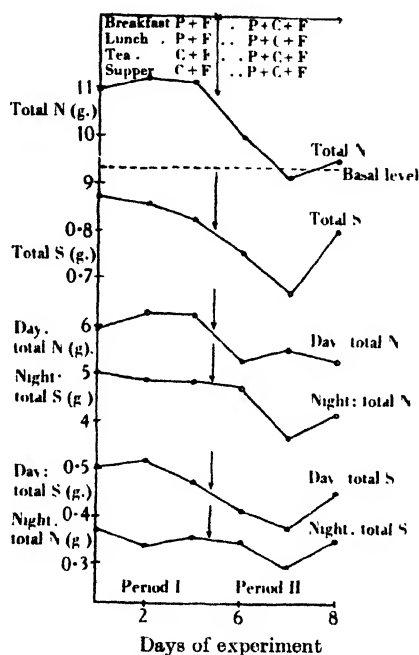 Breakfast P + F . . P + C + F
Lunch . P + F . . P + C + F
Tea . C + F . . P + C + F
Supper C + F . . P + C + F
11
Total N (g.)
10
Total N
Basal level
9
Total S
0·8
Total S (g.)
0·7
Day.
total N (g).
6
Day total N
Night:
total S (g)
5
4
Night: total N
Day:
total S (g.)
0·5
Day total S
0·4
Night.
total N (g)
Night. total S
0·3
Period I
Period II
2
4
6
8
Days of experiment